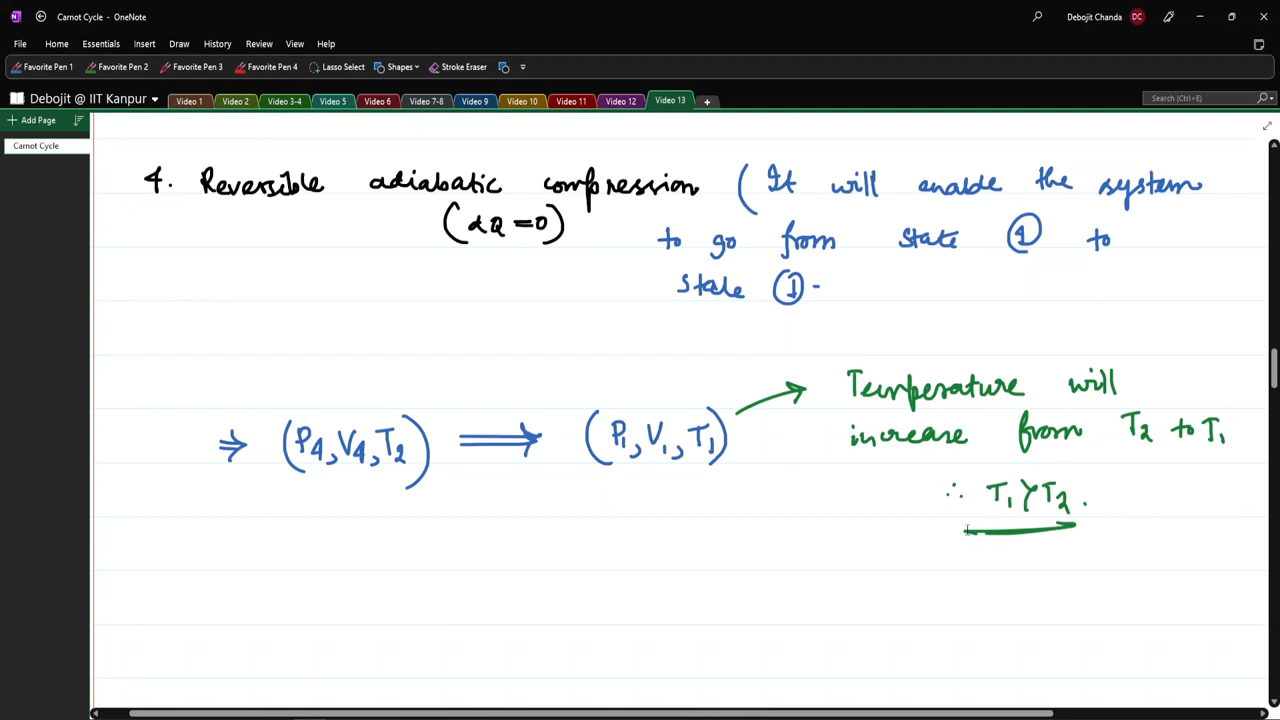 Carnot Cycle - OneNote
Debojit Chanda DC
File Home Essentials Insert Draw History Review View Help
Favorite Pen 1 Favorite Pen 2 Favorite Pen 3 Favorite Pen 4 Lasso Select Shapes Stroke Eraser
Debojit @ IIT Kanpur Video 1 Video 2 Video 3-4 Video 5 Video 6 Video 7-8 Video 9 Video 10 Video 11 Video 12 Video 13 + Search (Ctrl+E)
+ Add Page
Carnot Cycle
4. Reversible adiabatic compression (It will enable the system
(dQ = 0) to go from state ④ to
state ① -
⇒ (P₄, V₄, T₂) ⟹ (P₁, V₁, T₁) → Temperature will
increase from T₂ to T₁
∴ T₁ > T₂ .